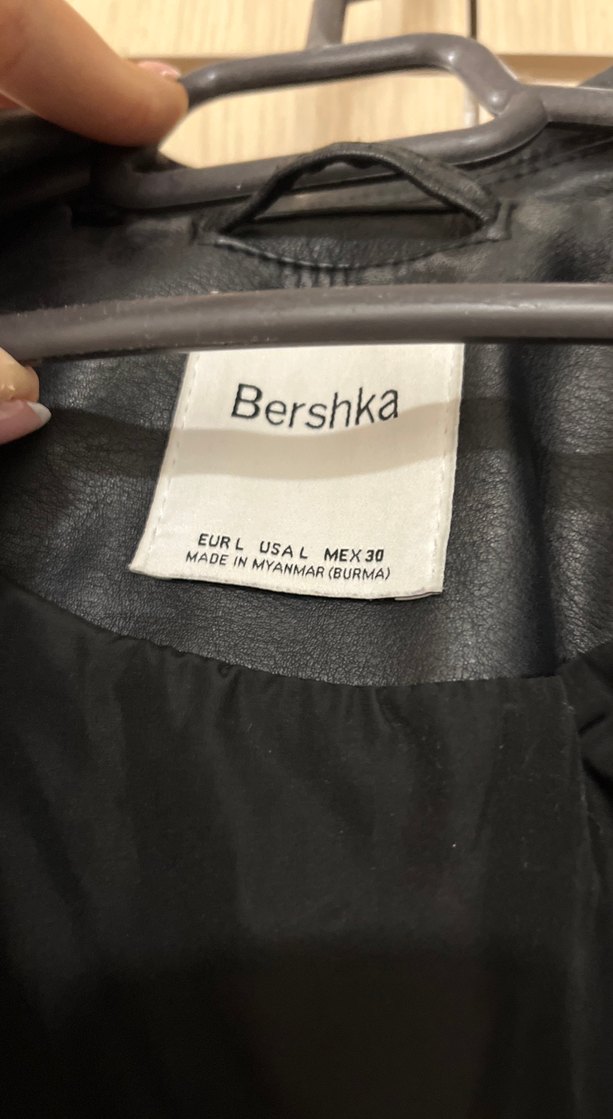 Bershka
EUR L USA L MEX 30
MADE IN MYANMAR (BURMA)